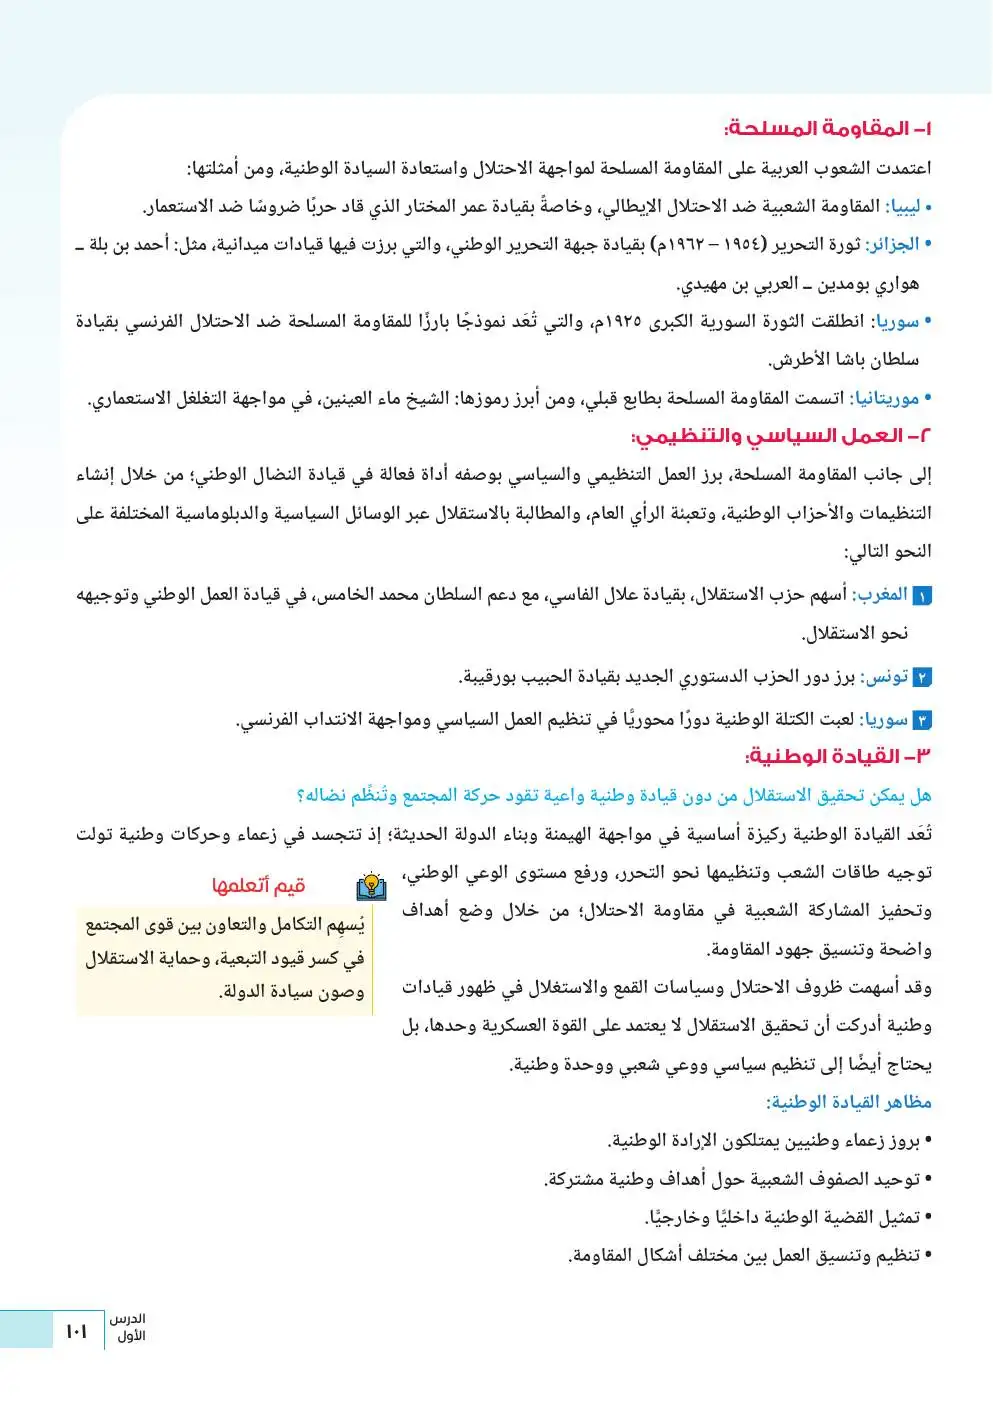 ١- المقاومة المسلحة:
اعتمدت الشعوب العربية على المقاومة المسلحة لمواجهة الاحتلال واستعادة السيادة الوطنية، ومن أمثلتها:
• ليبيا: المقاومة الشعبية ضد الاحتلال الإيطالي، وخاصةً بقيادة عمر المختار الذي قاد حربًا ضروسًا ضد الاستعمار.
• الجزائر: ثورة التحرير (١٩٥٤ – ١٩٦٢م) بقيادة جبهة التحرير الوطني، والتي برزت فيها قيادات ميدانية، مثل: أحمد بن بلة ــ
هواري بومدين ــ العربي بن مهيدي.
• سوريا: انطلقت الثورة السورية الكبرى ١٩٢٥م، والتي تُعَد نموذجًا بارزًا للمقاومة المسلحة ضد الاحتلال الفرنسي بقيادة
سلطان باشا الأطرش.
• موريتانيا: اتسمت المقاومة المسلحة بطابع قبلي، ومن أبرز رموزها: الشيخ ماء العينين، في مواجهة التغلغل الاستعماري.
٢- العمل السياسي والتنظيمي:
إلى جانب المقاومة المسلحة، برز العمل التنظيمي والسياسي بوصفه أداة فعالة في قيادة النضال الوطني؛ من خلال إنشاء
التنظيمات والأحزاب الوطنية، وتعبئة الرأي العام، والمطالبة بالاستقلال عبر الوسائل السياسية والدبلوماسية المختلفة على
النحو التالي:
١ المغرب: أسهم حزب الاستقلال، بقيادة علال الفاسي، مع دعم السلطان محمد الخامس، في قيادة العمل الوطني وتوجيهه
نحو الاستقلال.
٢ تونس: برز دور الحزب الدستوري الجديد بقيادة الحبيب بورقيبة.
٣ سوريا: لعبت الكتلة الوطنية دورًا محوريًّا في تنظيم العمل السياسي ومواجهة الانتداب الفرنسي.
٣- القيادة الوطنية:
هل يمكن تحقيق الاستقلال من دون قيادة وطنية واعية تقود حركة المجتمع وتُنظِّم نضاله؟
تُعَد القيادة الوطنية ركيزة أساسية في مواجهة الهيمنة وبناء الدولة الحديثة؛ إذ تتجسد في زعماء وحركات وطنية تولت
توجيه طاقات الشعب وتنظيمها نحو التحرر، ورفع مستوى الوعي الوطني،
وتحفيز المشاركة الشعبية في مقاومة الاحتلال؛ من خلال وضع أهداف
واضحة وتنسيق جهود المقاومة.
وقد أسهمت ظروف الاحتلال وسياسات القمع والاستغلال في ظهور قيادات
وطنية أدركت أن تحقيق الاستقلال لا يعتمد على القوة العسكرية وحدها، بل
يحتاج أيضًا إلى تنظيم سياسي ووعي شعبي ووحدة وطنية.
قيم أتعلمها
يُسهِم التكامل والتعاون بين قوى المجتمع
في كسر قيود التبعية، وحماية الاستقلال
وصون سيادة الدولة.
مظاهر القيادة الوطنية:
• بروز زعماء وطنيين يمتلكون الإرادة الوطنية.
• توحيد الصفوف الشعبية حول أهداف وطنية مشتركة.
• تمثيل القضية الوطنية داخليًّا وخارجيًّا.
• تنظيم وتنسيق العمل بين مختلف أشكال المقاومة.
الدرس
الأول
١٠١